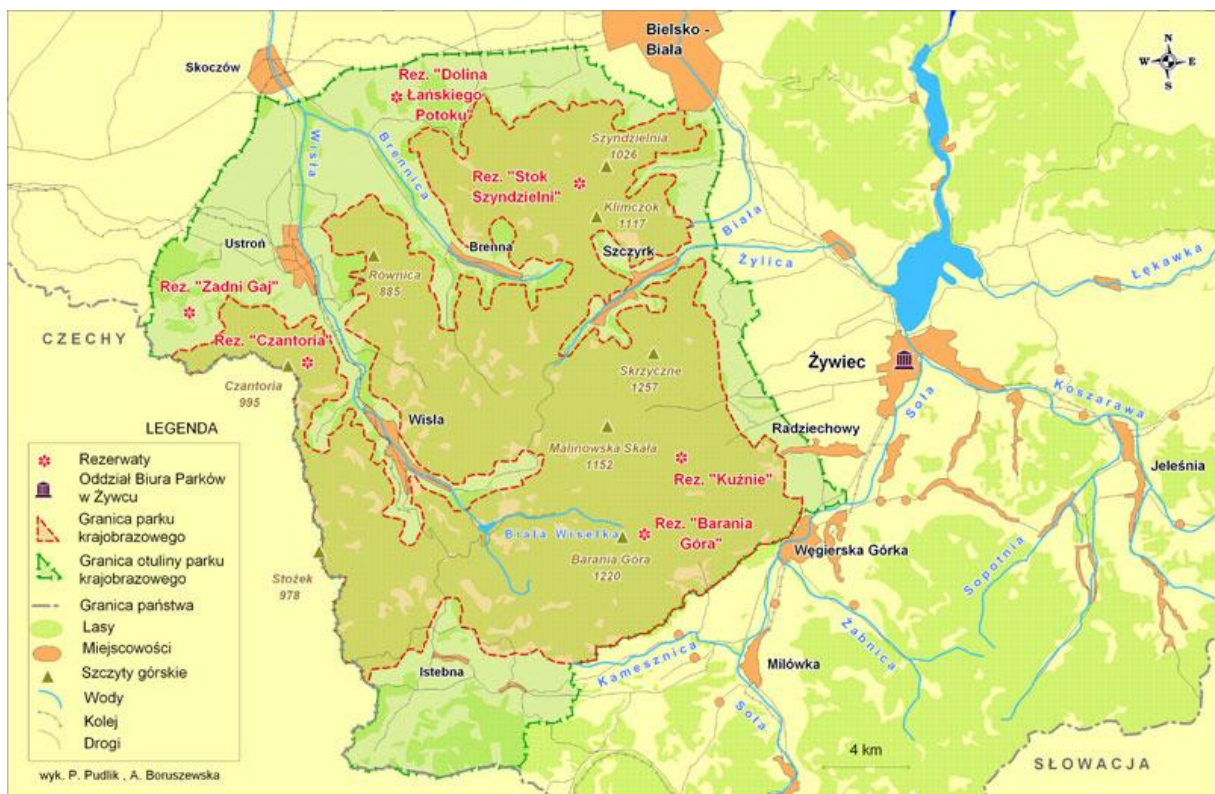 Bielsko -
Biała
N
W E
S
Skoczów
Rez. "Dolina
Łańskiego
Potoku"
Wisła
Brennica
Szyndzielnia
1026
Rez. "Stok
Szyndzielni"
Klimczok
1117
Biała
Ustroń
Brenna
Szczyrk
Żylica
Łękawka
Równica
885
Rez. "Zadni Gaj"
CZECHY
Rez. "Czantoria"
Czantoria
995
Skrzyczne
1257
Żywiec
Soła
Koszarawa
Wisła
Radziechowy
Malinowska Skała
1152
Rez. "Kuźnie"
Jeleśnia
Biała Wisełka
Rez. "Barania
Góra"
Barania Góra
1220
Węgierska Górka
Sopotnia
Stożek
978
Żabnica
Istebna
Kamesznica
Milówka
Soła
4 km
SŁOWACJA
LEGENDA
Rezerwaty
Oddział Biura Parków
w Żywcu
Granica parku
krajobrazowego
Granica otuliny parku
krajobrazowego
Granica państwa
Lasy
Miejscowości
Szczyty górskie
Wody
Kolej
Drogi
wyk. P. Pudlik , A. Boruszewska